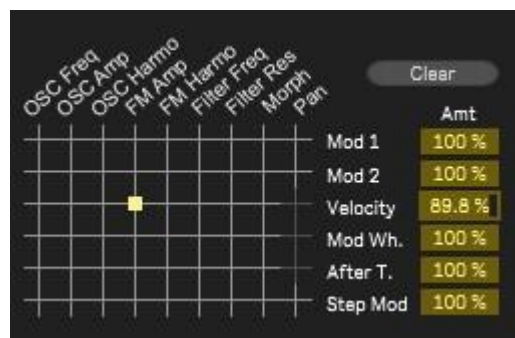 OSC Freq
OSC Amp
OSC Harmo
FM Amp
FM Harmo
Filter Freq
Filter Res
Morph
Pan
Clear
Amt
Mod 1 100 %
Mod 2 100 %
Velocity 89.8 %
Mod Wh. 100 %
After T. 100 %
Step Mod 100 %